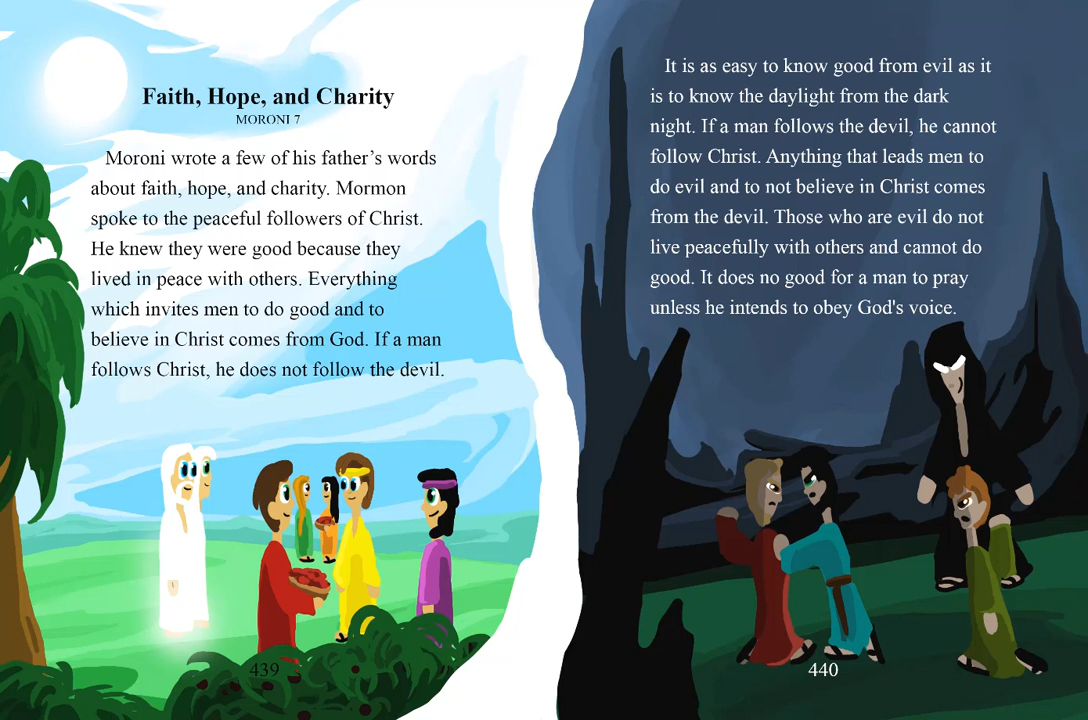 Faith, Hope, and Charity
MORONI 7
Moroni wrote a few of his father's words
about faith, hope, and charity. Mormon
spoke to the peaceful followers of Christ.
He knew they were good because they
lived in peace with others. Everything
which invites men to do good and to
believe in Christ comes from God. If a man
follows Christ, he does not follow the devil.
439
It is as easy to know good from evil as it
is to know the daylight from the dark
night. If a man follows the devil, he cannot
follow Christ. Anything that leads men to
do evil and to not believe in Christ comes
from the devil. Those who are evil do not
live peacefully with others and cannot do
good. It does no good for a man to pray
unless he intends to obey God's voice.
440